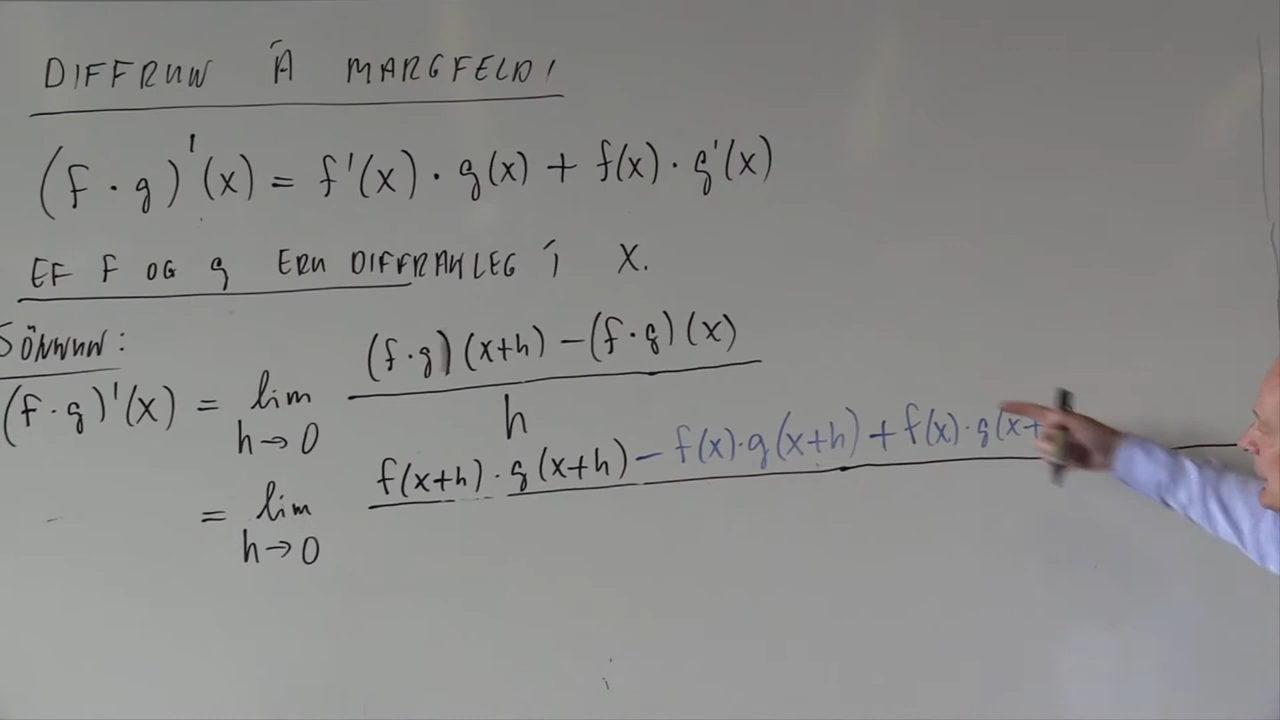 DIFFRUN Á MARGFELDI
(f·g)'(x) = f'(x)·g(x) + f(x)·g'(x)
EF F OG g ERU DIFFRANLEG Í X.
SÖNNUN:
(f·g)'(x) = lim h→0 (f·g)(x+h) – (f·g)(x) / h
= lim h→0 f(x+h)·g(x+h) – f(x)·g(x+h) + f(x)·g(x+